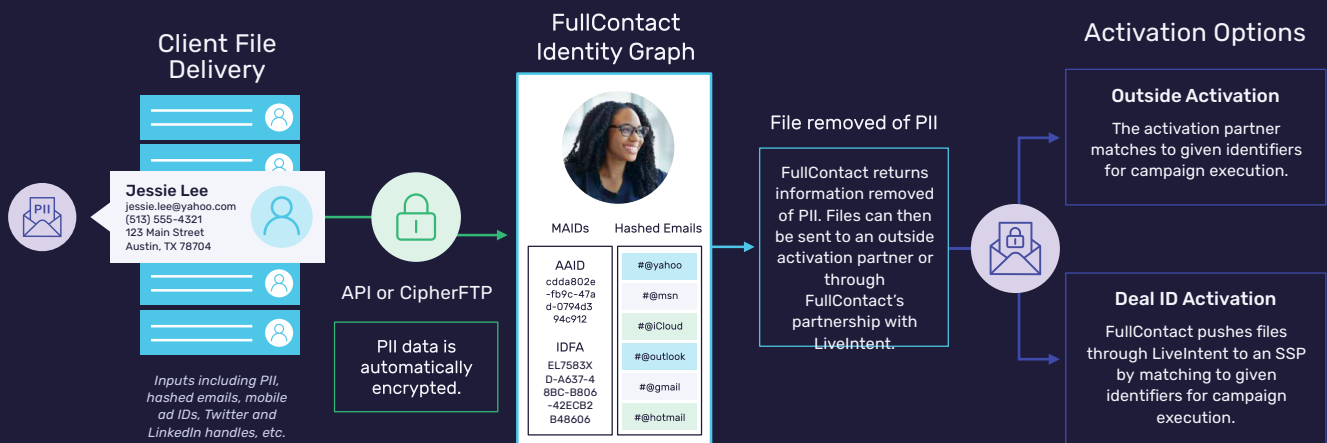 Client File
Delivery
PII
Jessie Lee
jessie.lee@yahoo.com
(513) 555-4321
123 Main Street
Austin, TX 78704
Inputs including PII,
hashed emails, mobile
ad IDs, Twitter and
LinkedIn handles, etc.
API or CipherFTP
PII data is
automatically
encrypted.
FullContact
Identity Graph
MAIDs
AAID
cdda802e
-fb9c-47a
d-0794d3
94c912
IDFA
EL7583X
D-A637-4
8BC-B806
-42ECB2
B48606
Hashed Emails
#@yahoo
#@msn
#@iCloud
#@outlook
#@gmail
#@hotmail
File removed of PII
FullContact returns
information removed
of PII. Files can then
be sent to an outside
activation partner or
through
FullContact's
partnership with
LiveIntent.
Activation Options
Outside Activation
The activation partner
matches to given identifiers
for campaign execution.
Deal ID Activation
FullContact pushes files
through LiveIntent to an SSP
by matching to given
identifiers for campaign
execution.